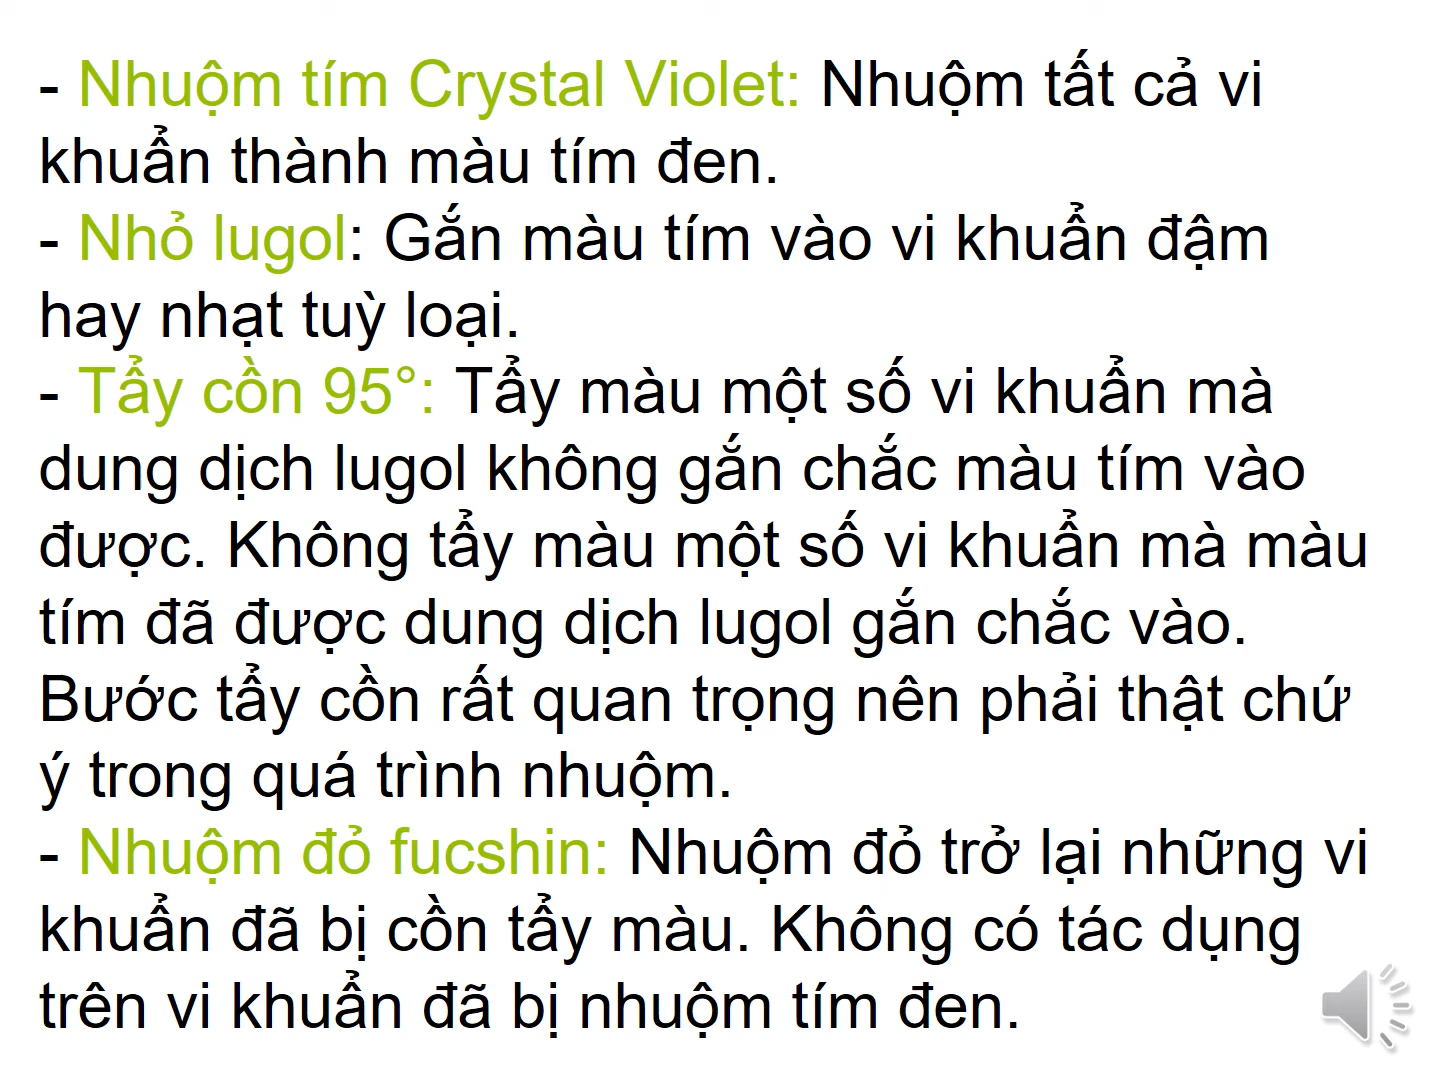 - Nhuộm tím Crystal Violet: Nhuộm tất cả vi
khuẩn thành màu tím đen.
- Nhỏ lugol: Gắn màu tím vào vi khuẩn đậm
hay nhạt tuỳ loại.
- Tẩy cồn 95°: Tẩy màu một số vi khuẩn mà
dung dịch lugol không gắn chắc màu tím vào
được. Không tẩy màu một số vi khuẩn mà màu
tím đã được dung dịch lugol gắn chắc vào.
Bước tẩy cồn rất quan trọng nên phải thật chứ
ý trong quá trình nhuộm.
- Nhuộm đỏ fucshin: Nhuộm đỏ trở lại những vi
khuẩn đã bị cồn tẩy màu. Không có tác dụng
trên vi khuẩn đã bị nhuộm tím đen.